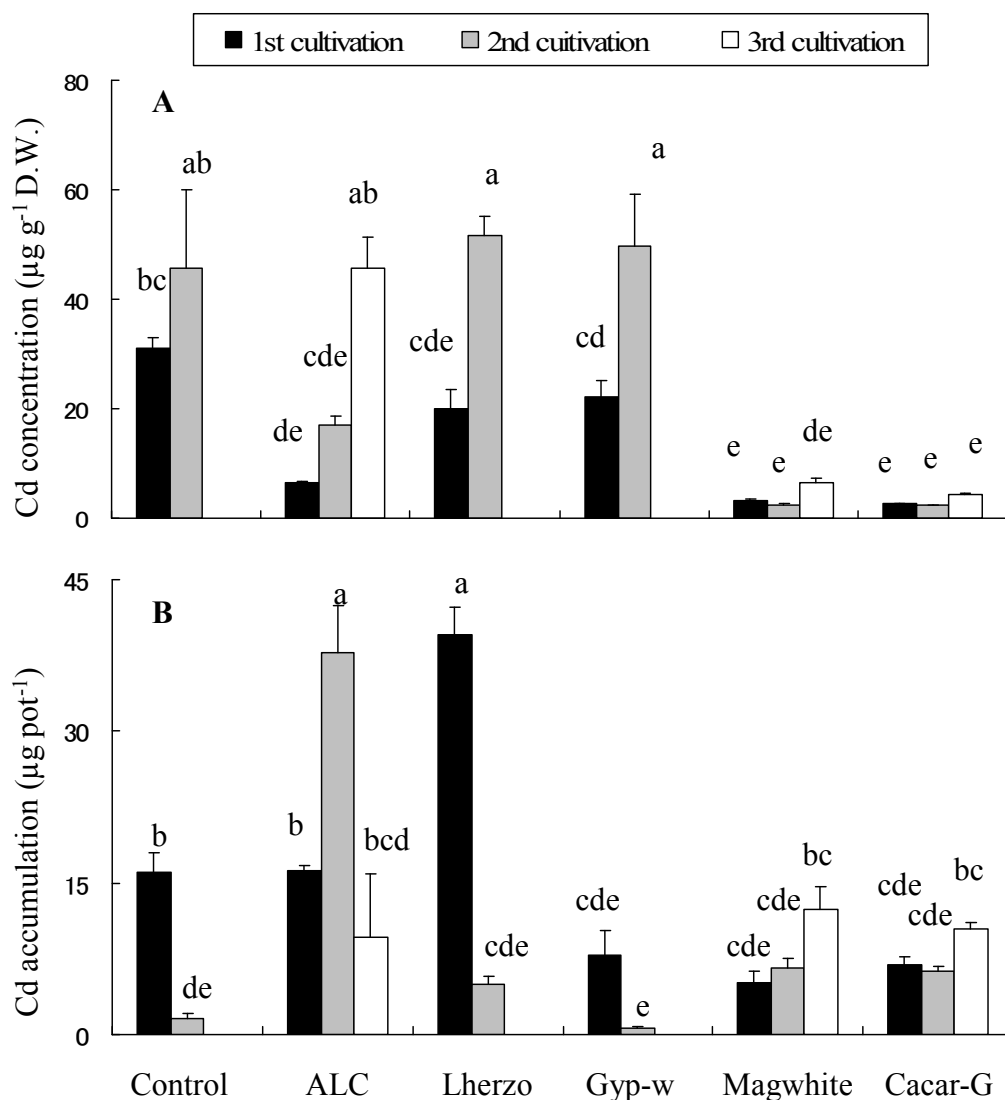 1st cultivation 2nd cuitivation 3rd cultivation
80
A
ab a a
60
ab
bc
40
cde cde cd
20
de e e de e e e
0
Cd concentration (µg g⁻¹ D.W.)
45
B
a a
30
b b bcd bc
15
cde cde cde cde cde bc
de cde e
0
Cd accumulation (µg pot⁻¹)
Control ALC Lherzo Gyp-w Magwhite Cacar-G